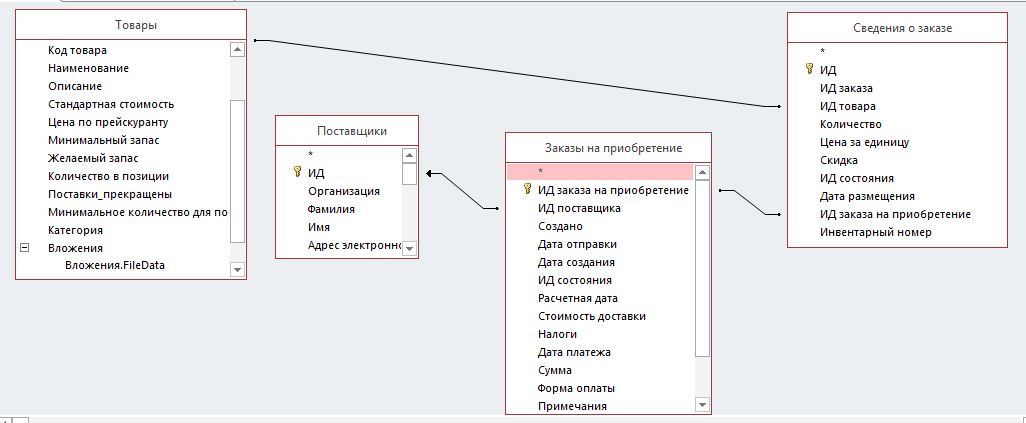 Товары
Код товара
Наименование
Описание
Стандартная стоимость
Цена по прейскуранту
Минимальный запас
Желаемый запас
Количество в позиции
Поставки_прекращены
Минимальное количество для по
Категория
Вложения
Вложения.FileData
Поставщики
*
ИД
Организация
Фамилия
Имя
Адрес электронно
Заказы на приобретение
*
ИД заказа на приобретение
ИД поставщика
Создано
Дата отправки
Дата создания
ИД состояния
Расчетная дата
Стоимость доставки
Налоги
Дата платежа
Сумма
Форма оплаты
Примечания
Сведения о заказе
*
ИД
ИД заказа
ИД товара
Количество
Цена за единицу
Скидка
ИД состояния
Дата размещения
ИД заказа на приобретение
Инвентарный номер